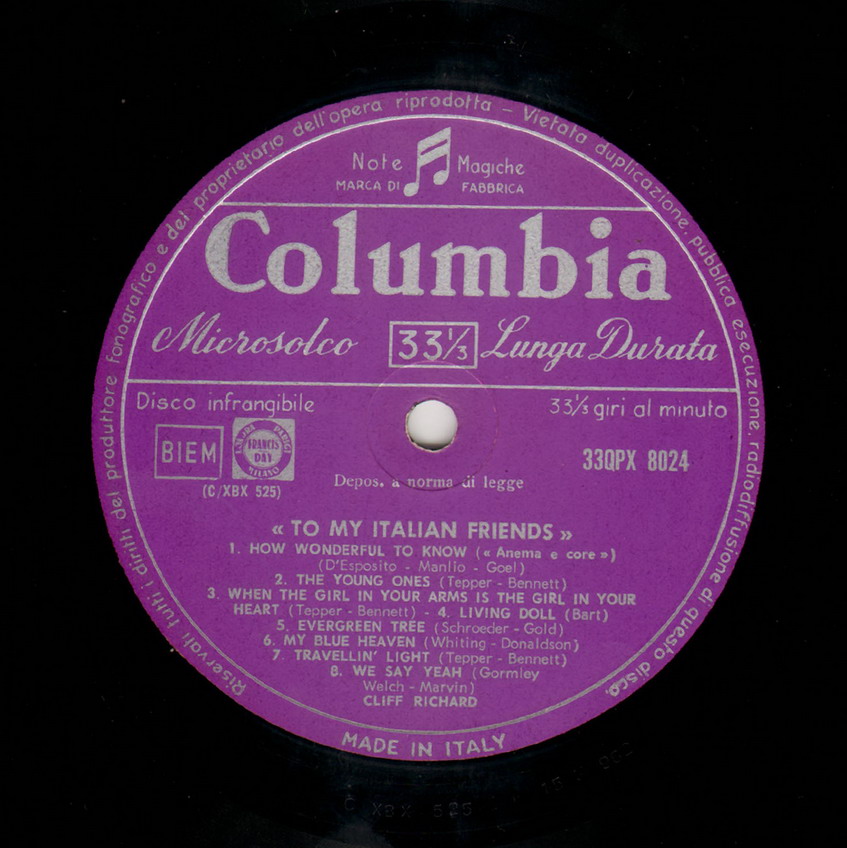 Riservati tutti i diritti del produttore fonografico e del proprietario dell'opera riprodotta – Vietata duplicazione, pubblica esecuzione, radiodiffusione di questo disco.
Note Magiche
MARCA DI FABBRICA
Columbia
Microsolco 33⅓ Lunga Durata
Disco infrangibile
33⅓ giri al minuto
BIEM
FRANCIS
DAY
MILANO
PARIGI
33QPX 8024
(C/XBX 525)
Depos. a norma di legge
« TO MY ITALIAN FRIENDS »
1. HOW WONDERFUL TO KNOW (« Anema e core »)
(D'Esposito - Manlio - Goel)
2. THE YOUNG ONES (Tepper - Bennett)
3. WHEN THE GIRL IN YOUR ARMS IS THE GIRL IN YOUR
HEART (Tepper - Bennett) - 4. LIVING DOLL (Bart)
5. EVERGREEN TREE (Schroeder - Gold)
6. MY BLUE HEAVEN (Whiting - Donaldson)
7. TRAVELLIN' LIGHT (Tepper - Bennett)
8. WE SAY YEAH (Gormley
Welch - Marvin)
CLIFF RICHARD
MADE IN ITALY
C XBX 525